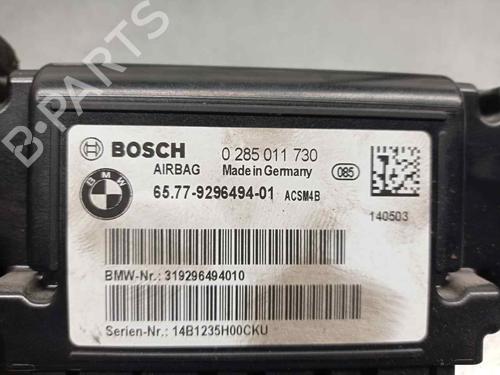 B-PARTS
BOSCH 0 285 011 730
AIRBAG Made in Germany 085
BMW
65.77-9296494-01 ACSM4B
140503
BMW-Nr.: 319296494010
Serien-Nr.: 14B1235H00CKU